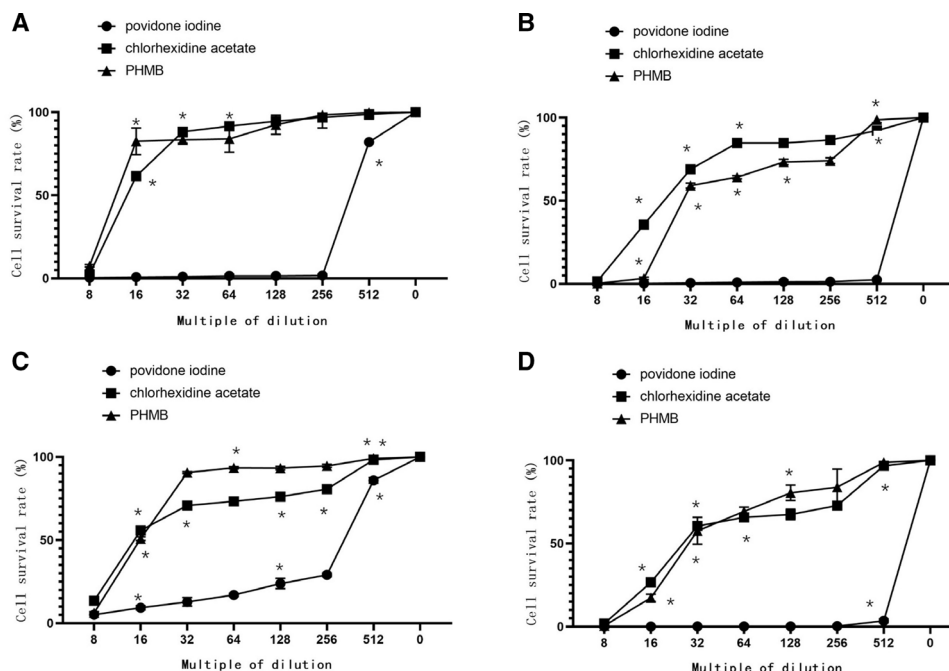 A
povidone iodine
chlorhexidine acetate
PHMB
Cell survival rate (%)
100
50
0
8 16 32 64 128 256 512 0
Multiple of dilution
* * * * *
B
povidone iodine
chlorhexidine acetate
PHMB
Cell survival rate (%)
100
50
0
8 16 32 64 128 256 512 0
Multiple of dilution
* * * * * * * * *
C
povidone iodine
chlorhexidine acetate
PHMB
Cell survival rate (%)
100
50
0
8 16 32 64 128 256 512 0
Multiple of dilution
* * * * * * * * * * *
D
povidone iodine
chlorhexidine acetate
PHMB
Cell survival rate (%)
100
50
0
8 16 32 64 128 256 512 0
Multiple of dilution
* * * * * * * *